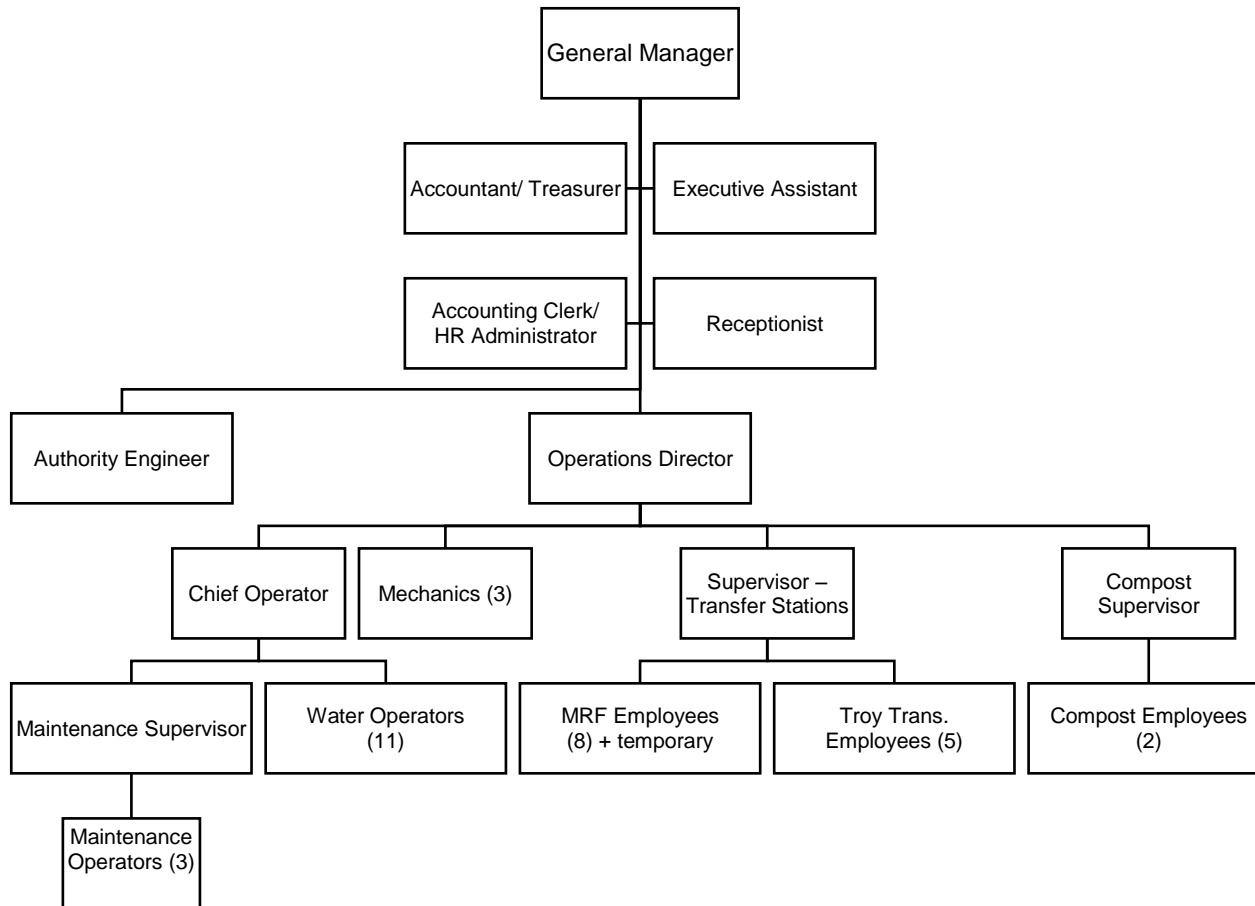 General Manager
Accountant/ Treasurer
Executive Assistant
Accounting Clerk/
HR Administrator
Receptionist
Authority Engineer
Operations Director
Chief Operator
Mechanics (3)
Supervisor –
Transfer Stations
Compost
Supervisor
Maintenance Supervisor
Water Operators
(11)
MRF Employees
(8) + temporary
Troy Trans.
Employees (5)
Compost Employees
(2)
Maintenance
Operators (3)